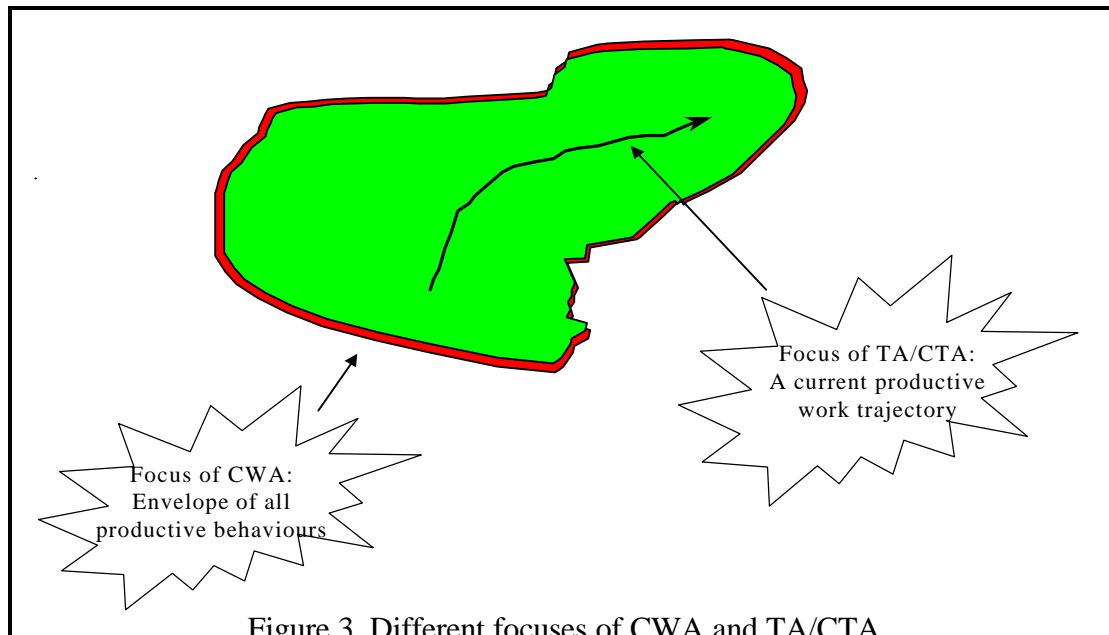 Focus of TA/CTA:
A current productive
work trajectory
Focus of CWA:
Envelope of all
productive behaviours
Figure 3. Different focuses of CWA and TA/CTA